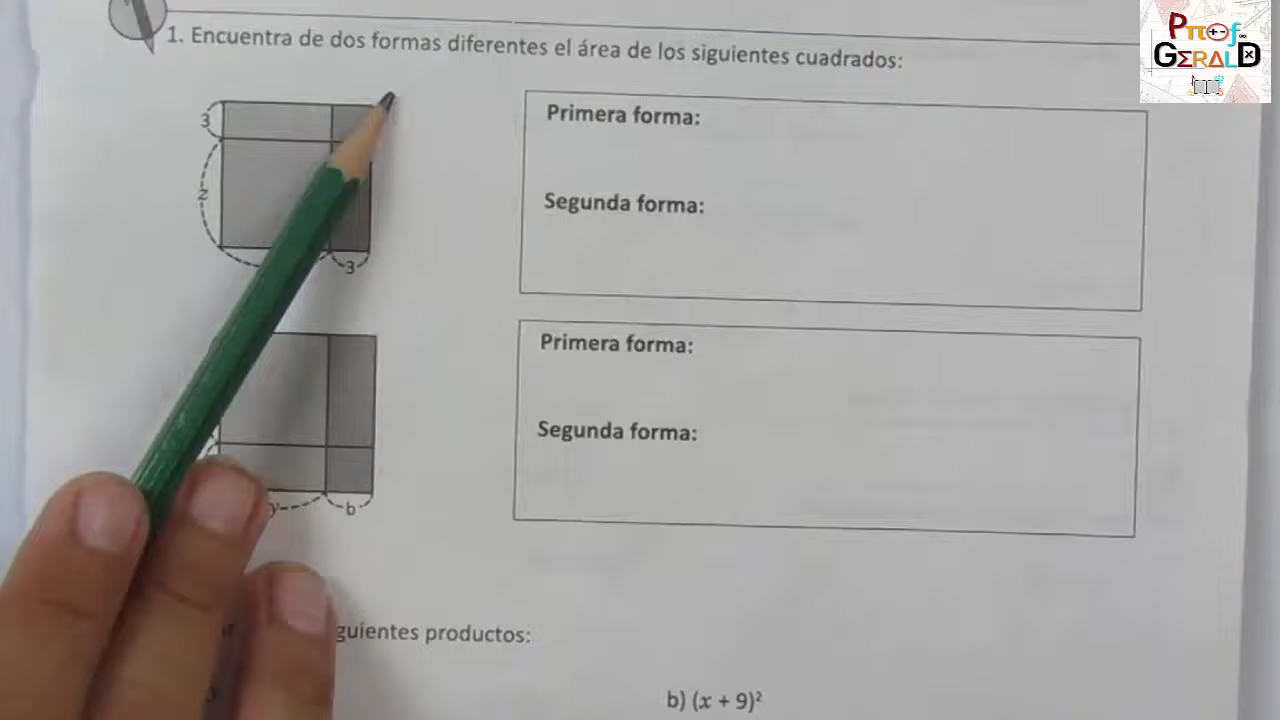 Prof
GERALD
1. Encuentra de dos formas diferentes el área de los siguientes cuadrados:
3
z
3
Primera forma:
Segunda forma:
b
Primera forma:
Segunda forma:
guientes productos:
b) (x + 9)²